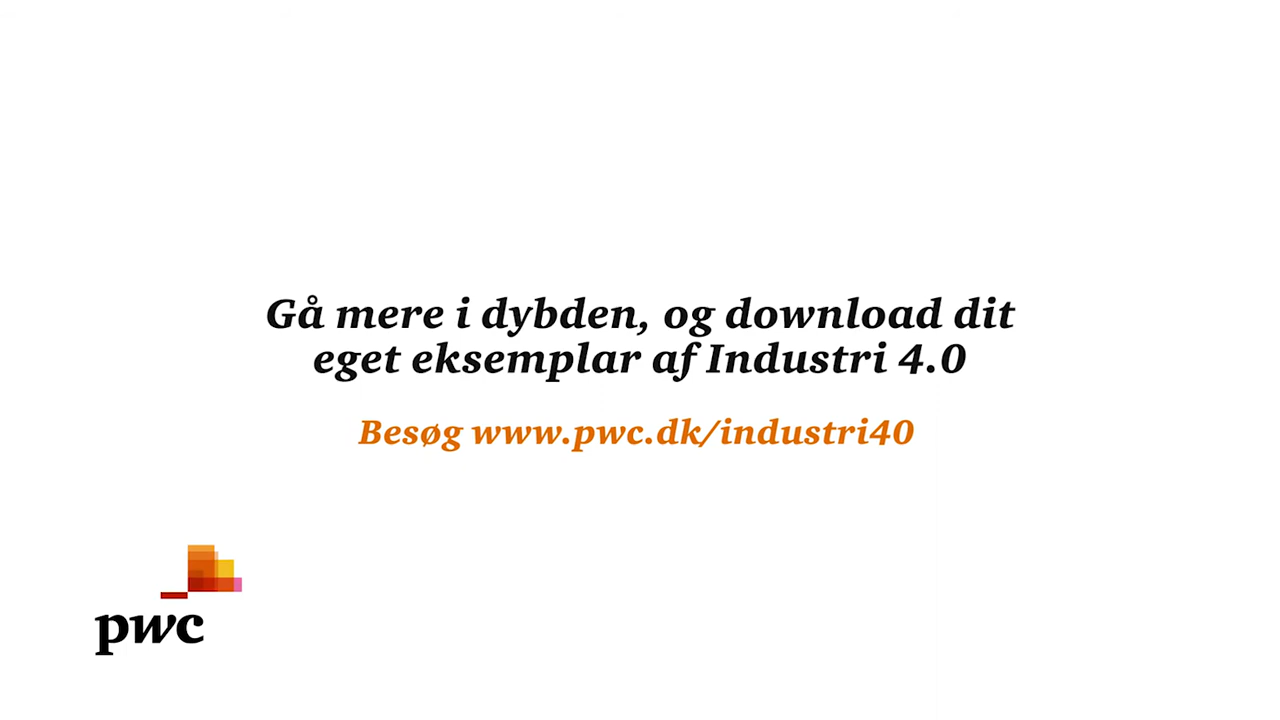 Gå mere i dybden, og download dit
eget eksemplar af Industri 4.0
Besøg www.pwc.dk/industri40
pwc